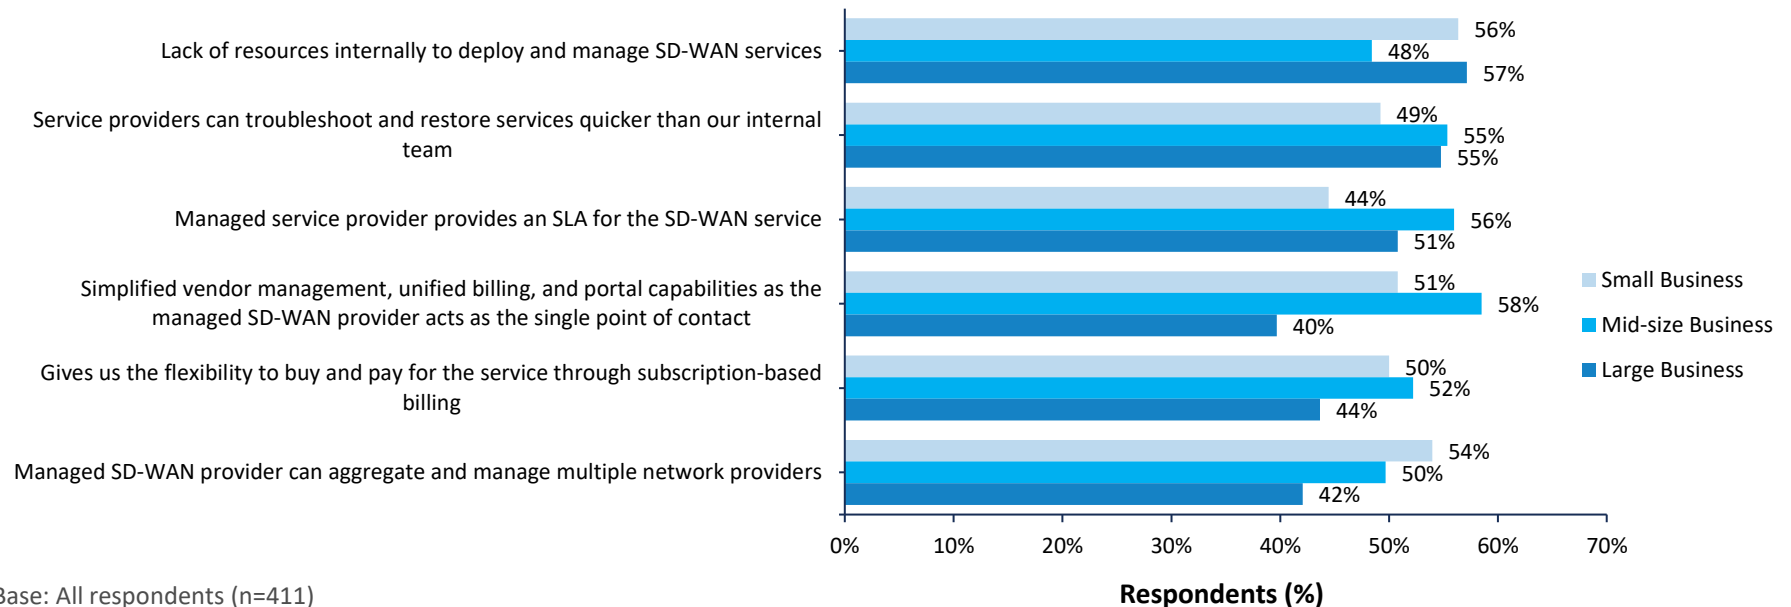 Lack of resources internally to deploy and manage SD-WAN services
56%
48%
57%
Service providers can troubleshoot and restore services quicker than our internal
team
49%
55%
55%
Managed service provider provides an SLA for the SD-WAN service
44%
56%
51%
Simplified vendor management, unified billing, and portal capabilities as the
managed SD-WAN provider acts as the single point of contact
51%
58%
40%
Gives us the flexibility to buy and pay for the service through subscription-based
billing
50%
52%
44%
Managed SD-WAN provider can aggregate and manage multiple network providers
54%
50%
42%
Small Business
Mid-size Business
Large Business
0% 10% 20% 30% 40% 50% 60% 70%
Respondents (%)
Base: All respondents (n=411)